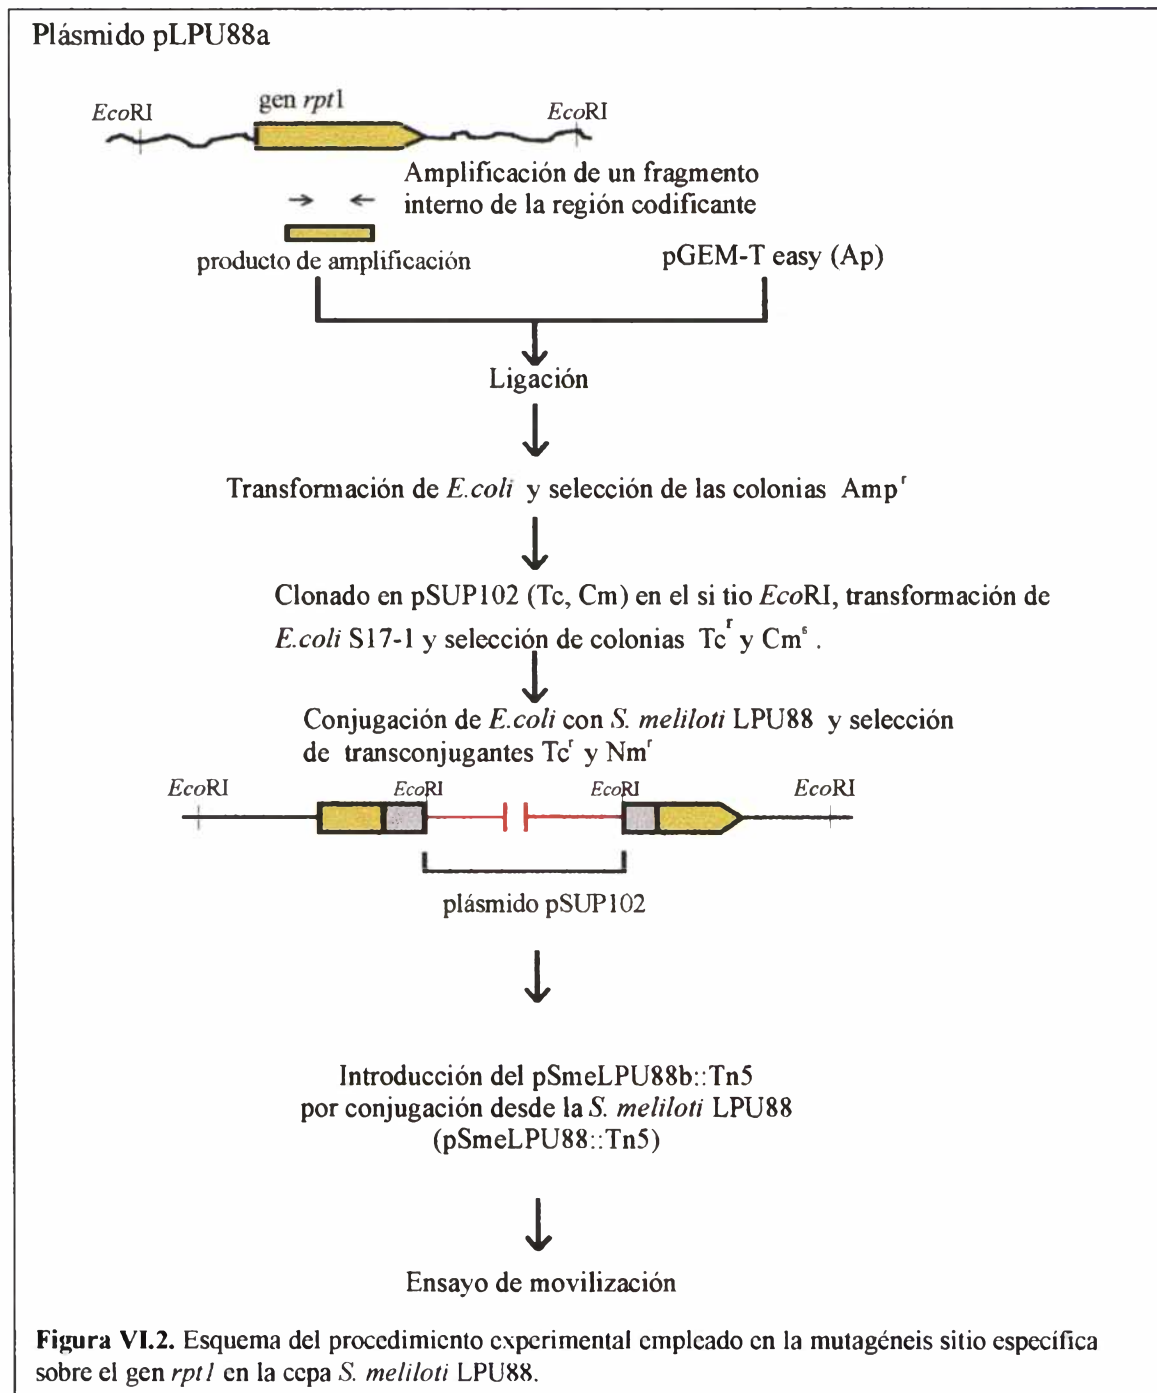 Plásmido pLPU88a
gen rpt1
EcoRI
EcoRI
Amplificación de un fragmento
interno de la región codificante
producto de amplificación
pGEM-T easy (Ap)
Ligación
Transformación de E.coli y selección de las colonias Ampʳ
Clonado en pSUP102 (Tc, Cm) en el si tio EcoRI, transformación de
E.coli S17-1 y selección de colonias Tcʳ y Cmˢ .
Conjugación de E.coli con S. meliloti LPU88 y selección
de transconjugantes Tcʳ y Nmʳ
EcoRI
EcoRI
EcoRI
EcoRI
plásmido pSUP102
Introducción del pSmeLPU88b::Tn5
por conjugación desde la S. meliloti LPU88
(pSmeLPU88::Tn5)
Ensayo de movilización
Figura VI.2. Esquema del procedimiento experimental empleado en la mutagéneis sitio específica
sobre el gen rpt1 en la cepa S. meliloti LPU88.